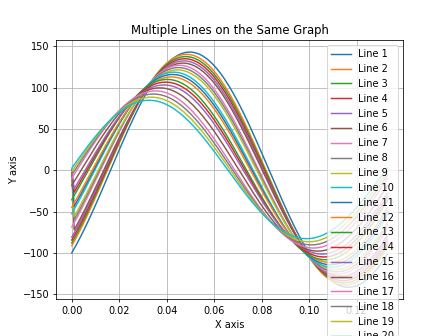 Multiple Lines on the Same Graph
Y axis
150
100
50
0
−50
−100
−150
0.00
0.02
0.04
0.06
0.08
0.10
X axis
Line 1
Line 2
Line 3
Line 4
Line 5
Line 6
Line 7
Line 8
Line 9
Line 10
Line 11
Line 12
Line 13
Line 14
Line 15
Line 16
Line 17
Line 18
Line 19
Line 20